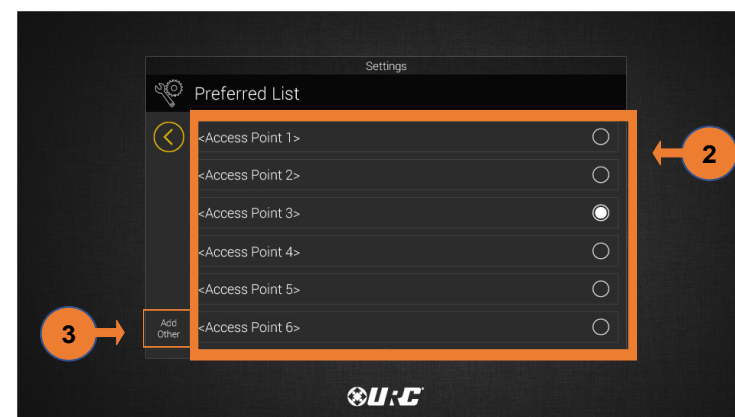 Settings
Preferred List
<Access Point 1>
2
<Access Point 2>
<Access Point 3>
<Access Point 4>
<Access Point 5>
3
Add
Other
<Access Point 6>
URC